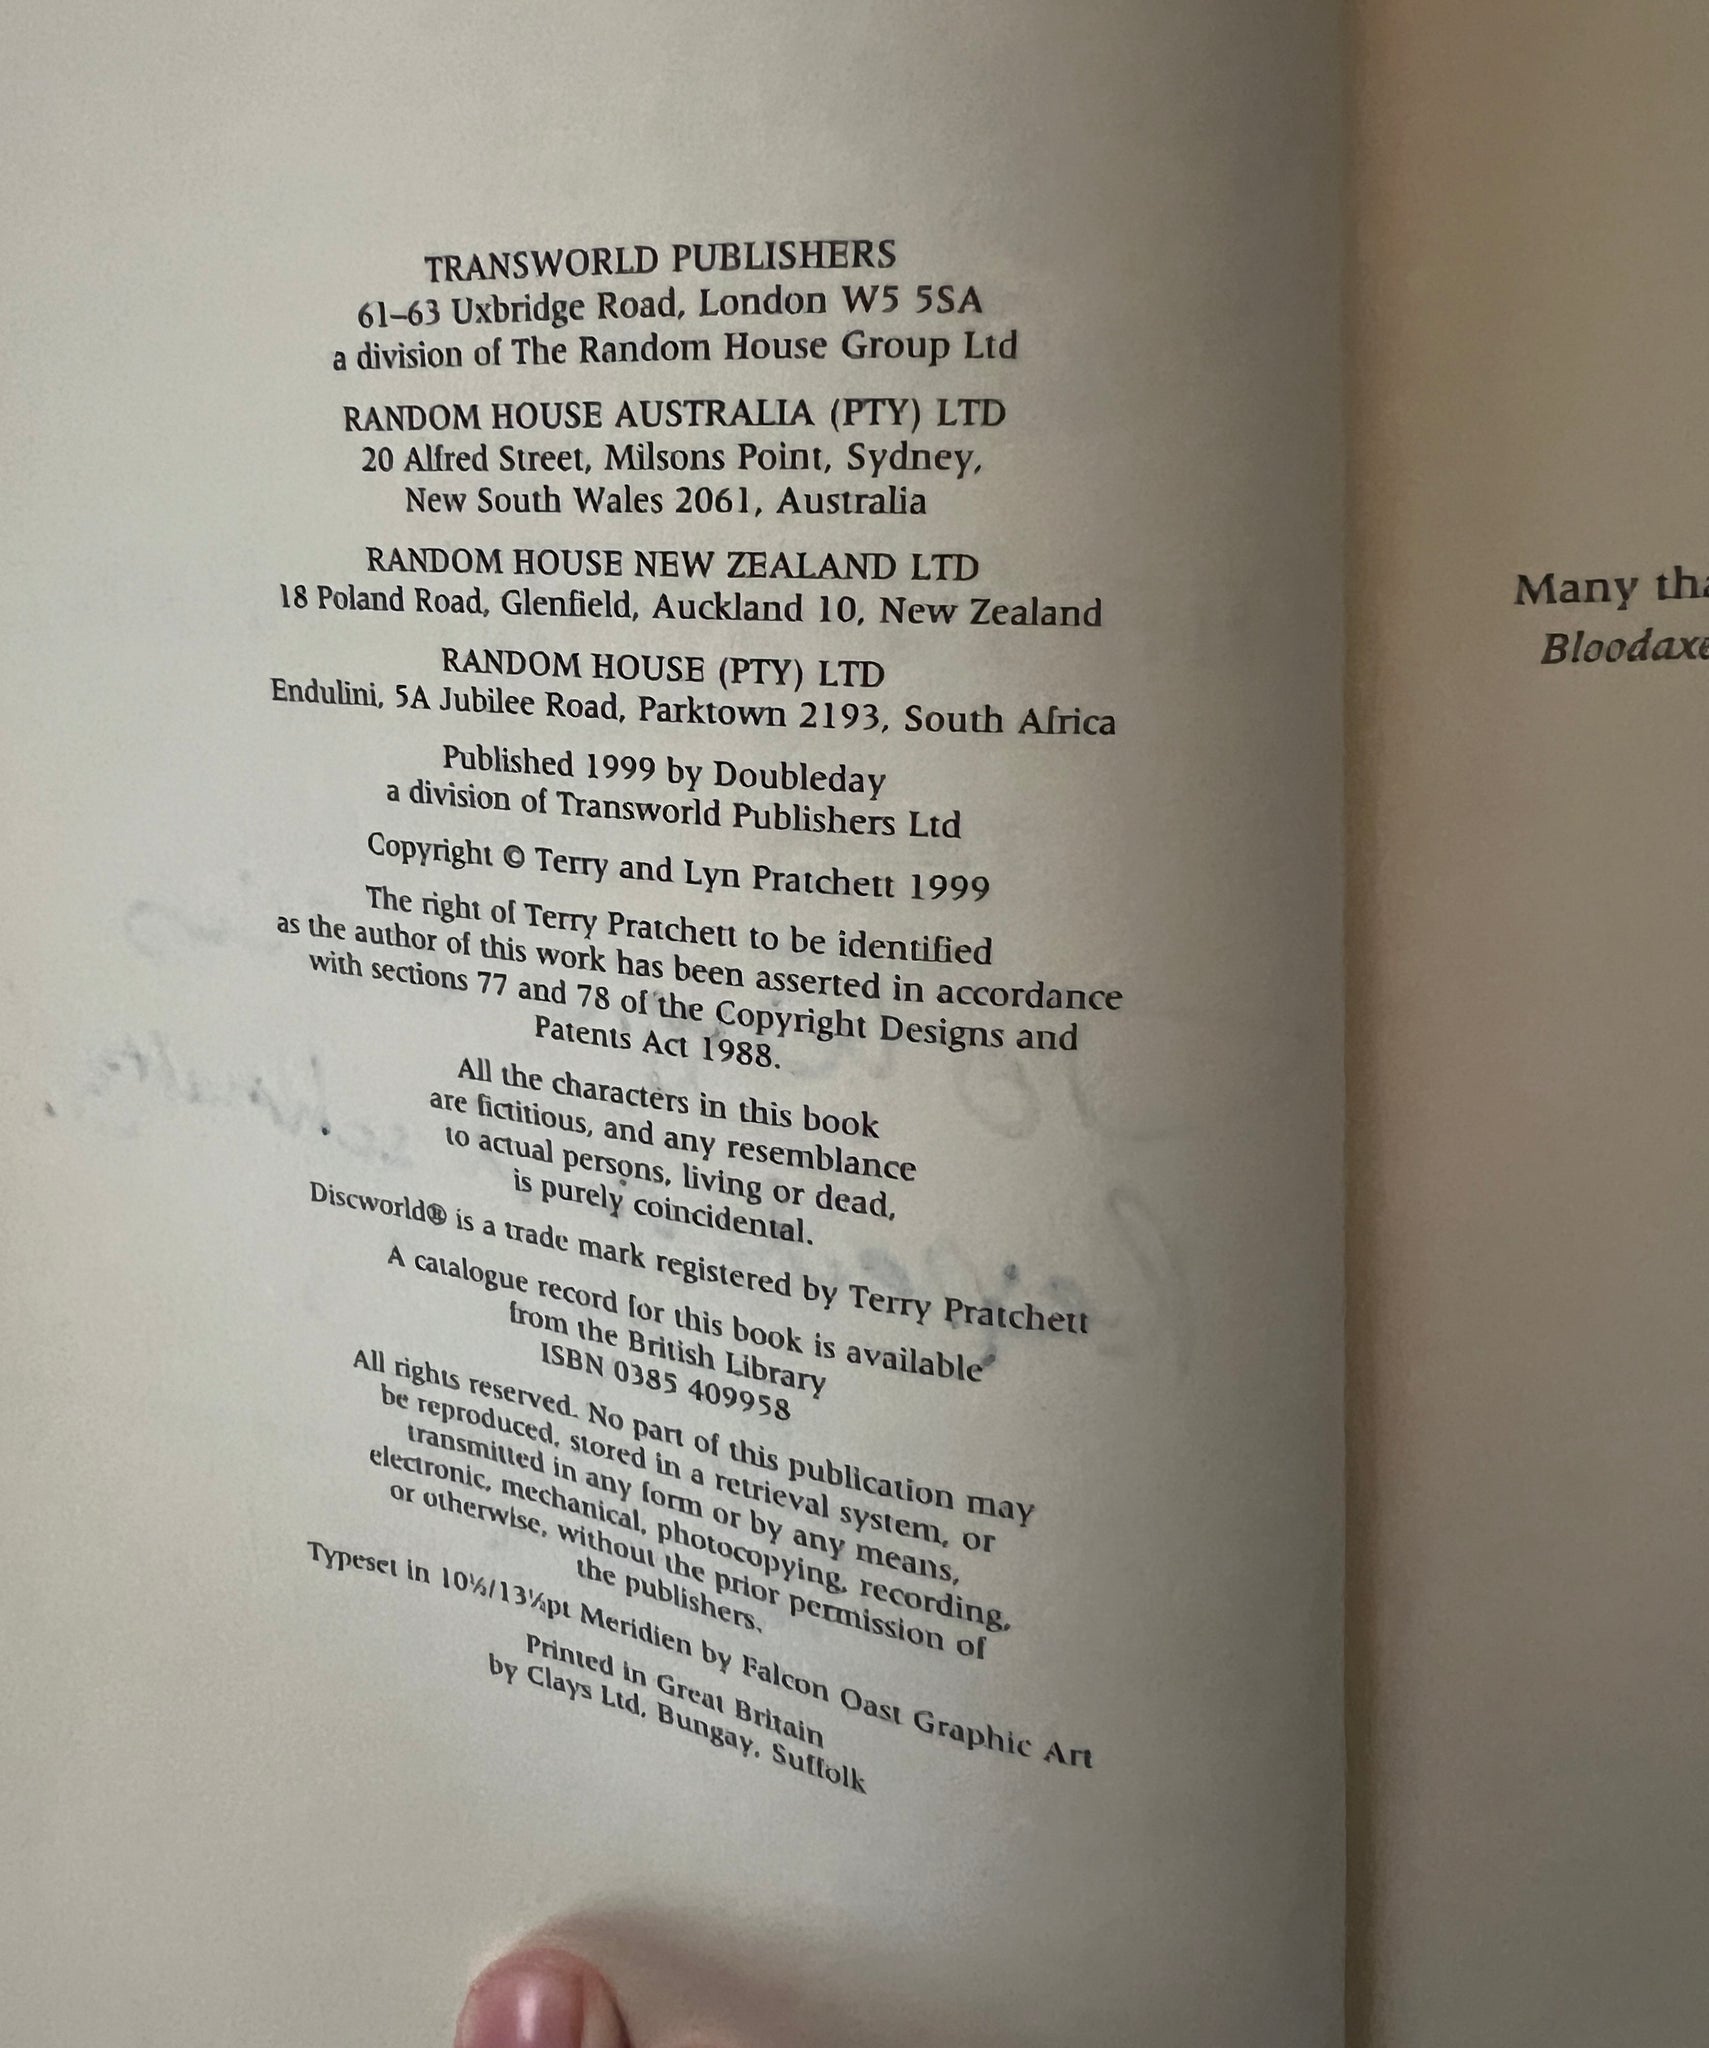 TRANSWORLD PUBLISHERS
61–63 Uxbridge Road, London W5 5SA
a division of The Random House Group Ltd
RANDOM HOUSE AUSTRALIA (PTY) LTD
20 Alfred Street, Milsons Point, Sydney,
New South Wales 2061, Australia
RANDOM HOUSE NEW ZEALAND LTD
18 Poland Road, Glenfield, Auckland 10, New Zealand
RANDOM HOUSE (PTY) LTD
Endulini, 5A Jubilee Road, Parktown 2193, South Africa
Published 1999 by Doubleday
a division of Transworld Publishers Ltd
Copyright © Terry and Lyn Pratchett 1999
The right of Terry Pratchett to be identified
as the author of this work has been asserted in accordance
with sections 77 and 78 of the Copyright Designs and
Patents Act 1988.
All the characters in this book
are fictitious, and any resemblance
to actual persons, living or dead,
is purely coincidental.
Discworld® is a trade mark registered by Terry Pratchett
A catalogue record for this book is available
from the British Library
ISBN 0385 409958
All rights reserved. No part of this publication may
be reproduced, stored in a retrieval system, or
transmitted in any form or by any means,
electronic, mechanical, photocopying, recording,
or otherwise, without the prior permission of
the publishers.
Typeset in pt Meridien by Falcon Oast Graphic Art
Printed in Great Britain
by Clays Ltd, Bungay, Suffolk
Many tha
Bloodaxe